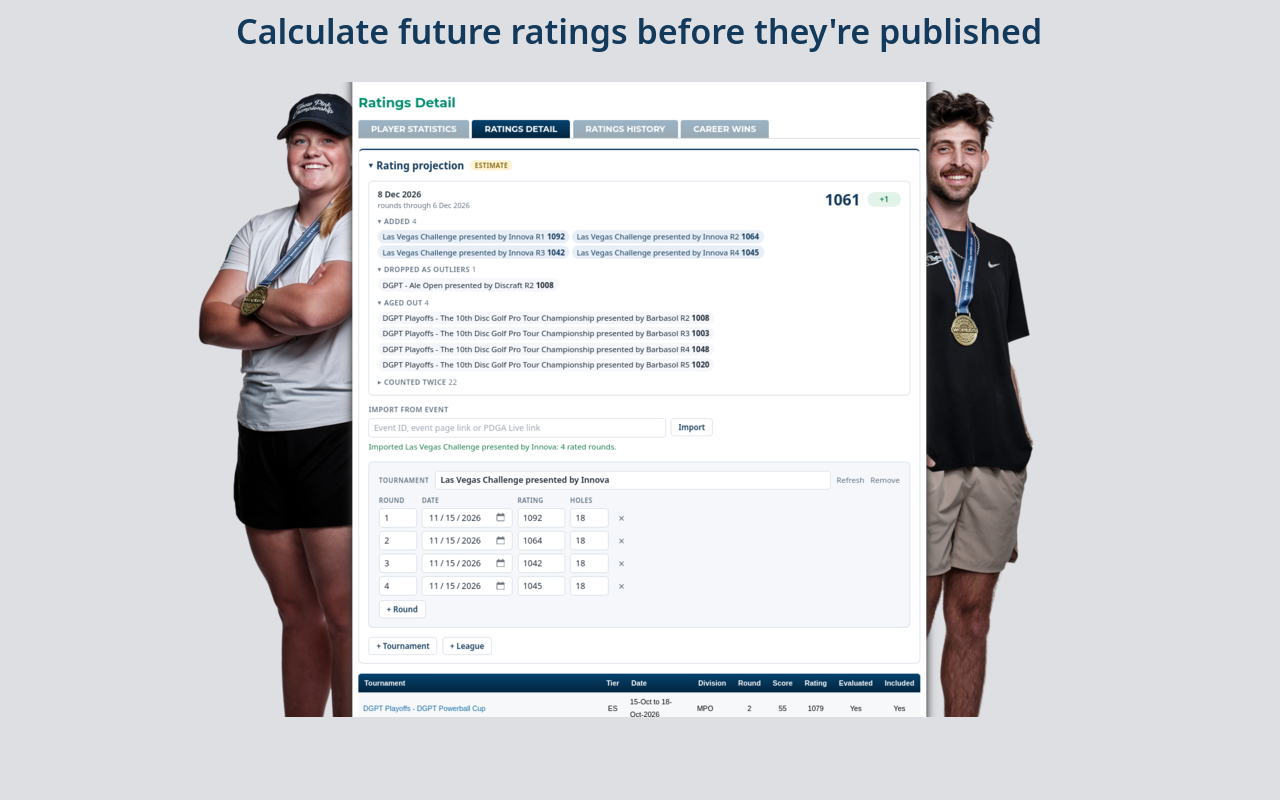 Calculate future ratings before they're published
Ratings Detail
PLAYER STATISTICS
RATINGS DETAIL
RATINGS HISTORY
CAREER WINS
▾ Rating projection ESTIMATE
8 Dec 2026
rounds through 6 Dec 2026
1061 +1
▾ ADDED 4
Las Vegas Challenge presented by Innova R1 1092 Las Vegas Challenge presented by Innova R2 1064
Las Vegas Challenge presented by Innova R3 1042 Las Vegas Challenge presented by Innova R4 1045
▾ DROPPED AS OUTLIERS 1
DGPT - Ale Open presented by Discraft R2 1008
▾ AGED OUT 4
DGPT Playoffs - The 10th Disc Golf Pro Tour Championship presented by Barbasol R2 1008
DGPT Playoffs - The 10th Disc Golf Pro Tour Championship presented by Barbasol R3 1003
DGPT Playoffs - The 10th Disc Golf Pro Tour Championship presented by Barbasol R4 1048
DGPT Playoffs - The 10th Disc Golf Pro Tour Championship presented by Barbasol R5 1020
▸ COUNTED TWICE 22
IMPORT FROM EVENT
Event ID, event page link or PDGA Live link Import
Imported Las Vegas Challenge presented by Innova: 4 rated rounds.
TOURNAMENT Las Vegas Challenge presented by Innova Refresh Remove
ROUND DATE RATING HOLES
1 11/15/2026 1092 18 ×
2 11/15/2026 1064 18 ×
3 11/15/2026 1042 18 ×
4 11/15/2026 1045 18 ×
+ Round
+ Tournament + League
Tournament Tier Date Division Round Score Rating Evaluated Included
DGPT Playoffs - DGPT Powerball Cup ES 15-Oct to 18-Oct-2026 MPO 2 55 1079 Yes Yes